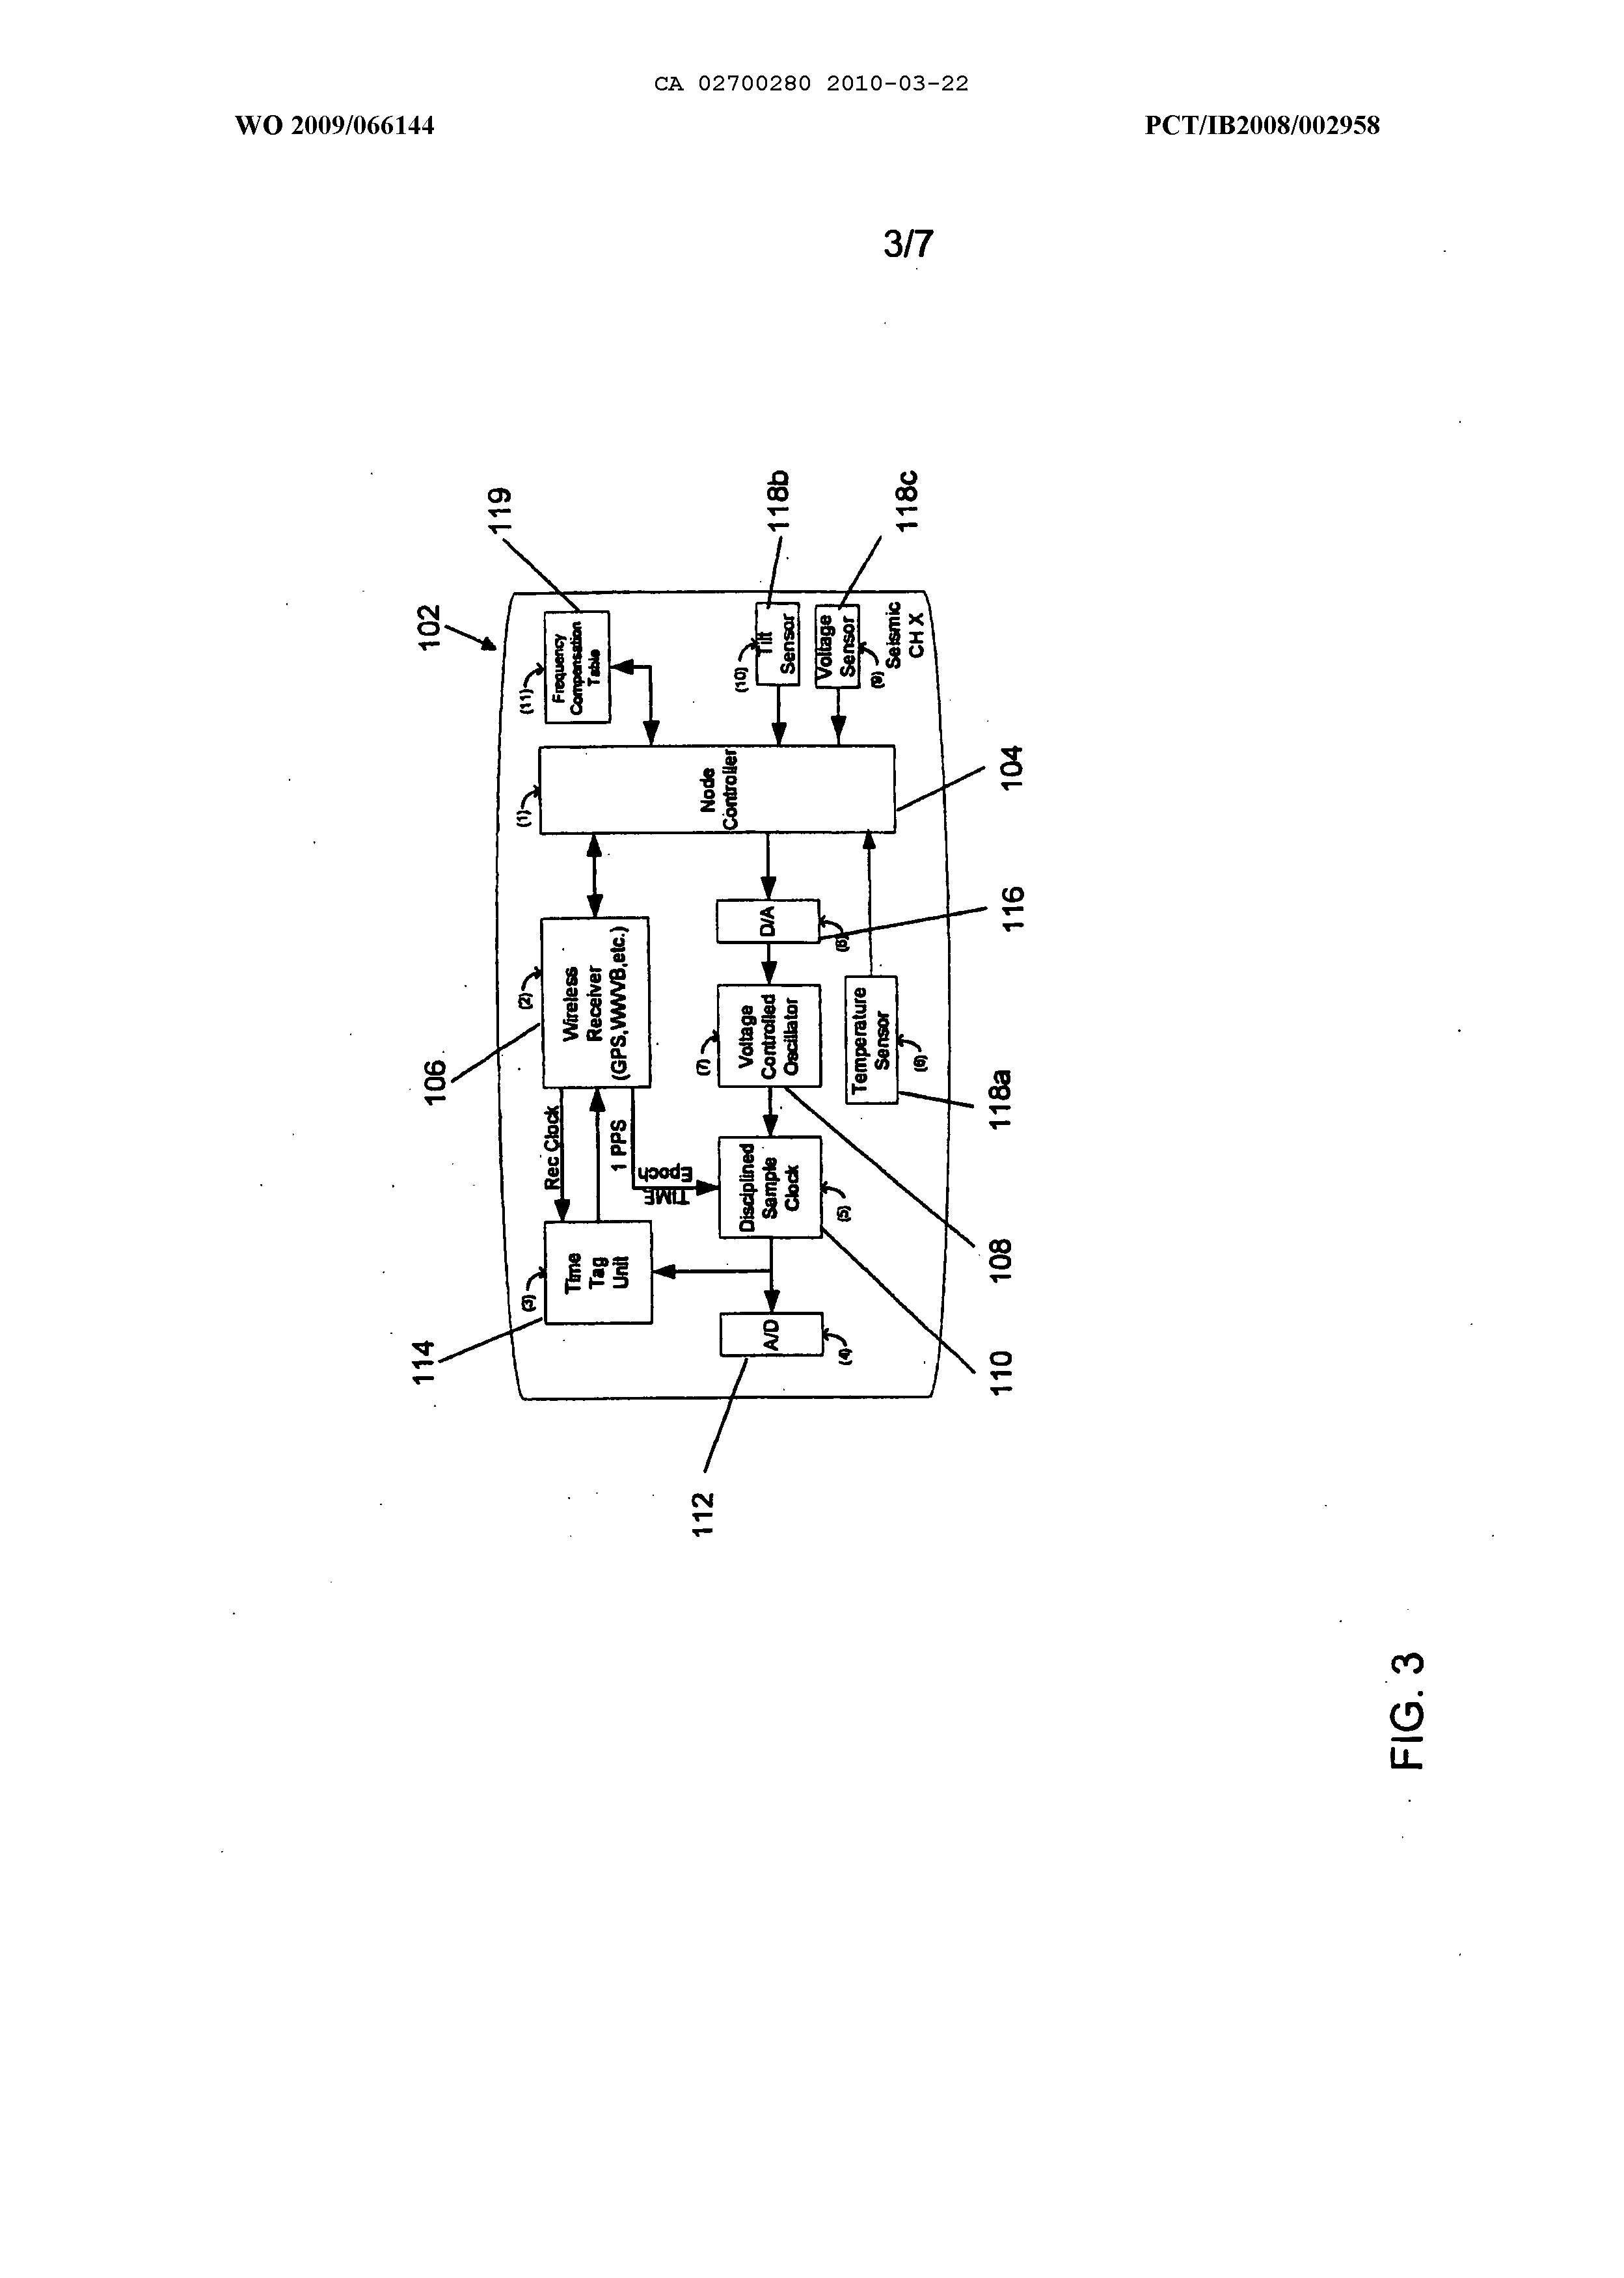 CA 02700280 2010-03-22
WO 2009/066144
PCT/IB2008/002958
3/7
102
119
(11)
Frequency
Compensation
Table
118b
(10)
Tilt
Sensor
118c
Voltage
Sensor
(9)
Seismic
CH X
(1)
Node
Controller
104
106
(2)
Wireless
Receiver
(GPS,WWVB,etc.)
D/A
(8)
116
(7)
Voltage
Controlled
Oscillator
108
Temperature
Sensor
(6)
118a
Rec Clock
1 PPS
TIME
Epoch
Disciplined
Sample
Clock
(5)
110
114
(3)
Time
Tag
Unit
A/D
(4)
112
FIG. 3